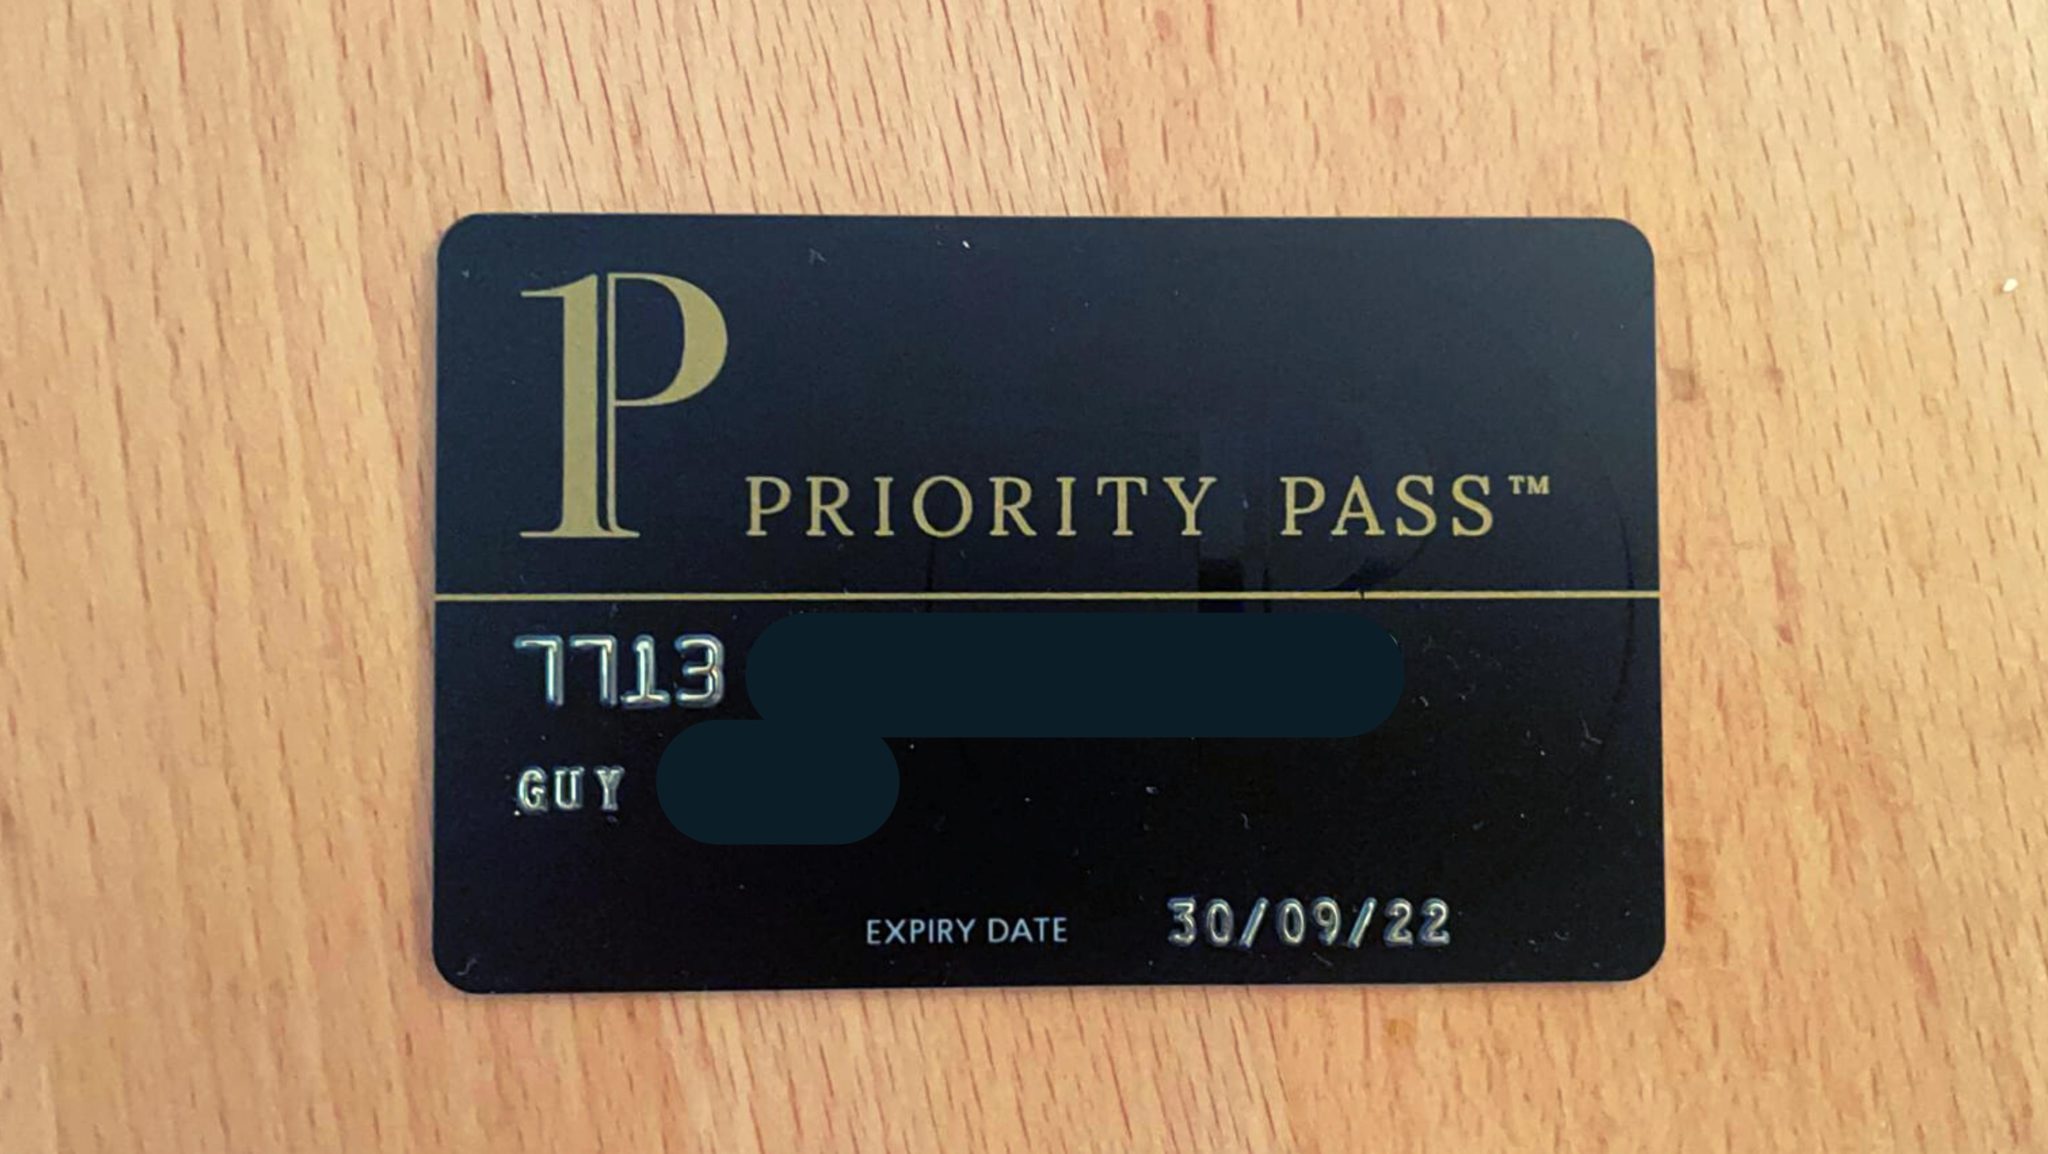 P PRIORITY PASS™
7713
GUY
EXPIRY DATE 30/09/22